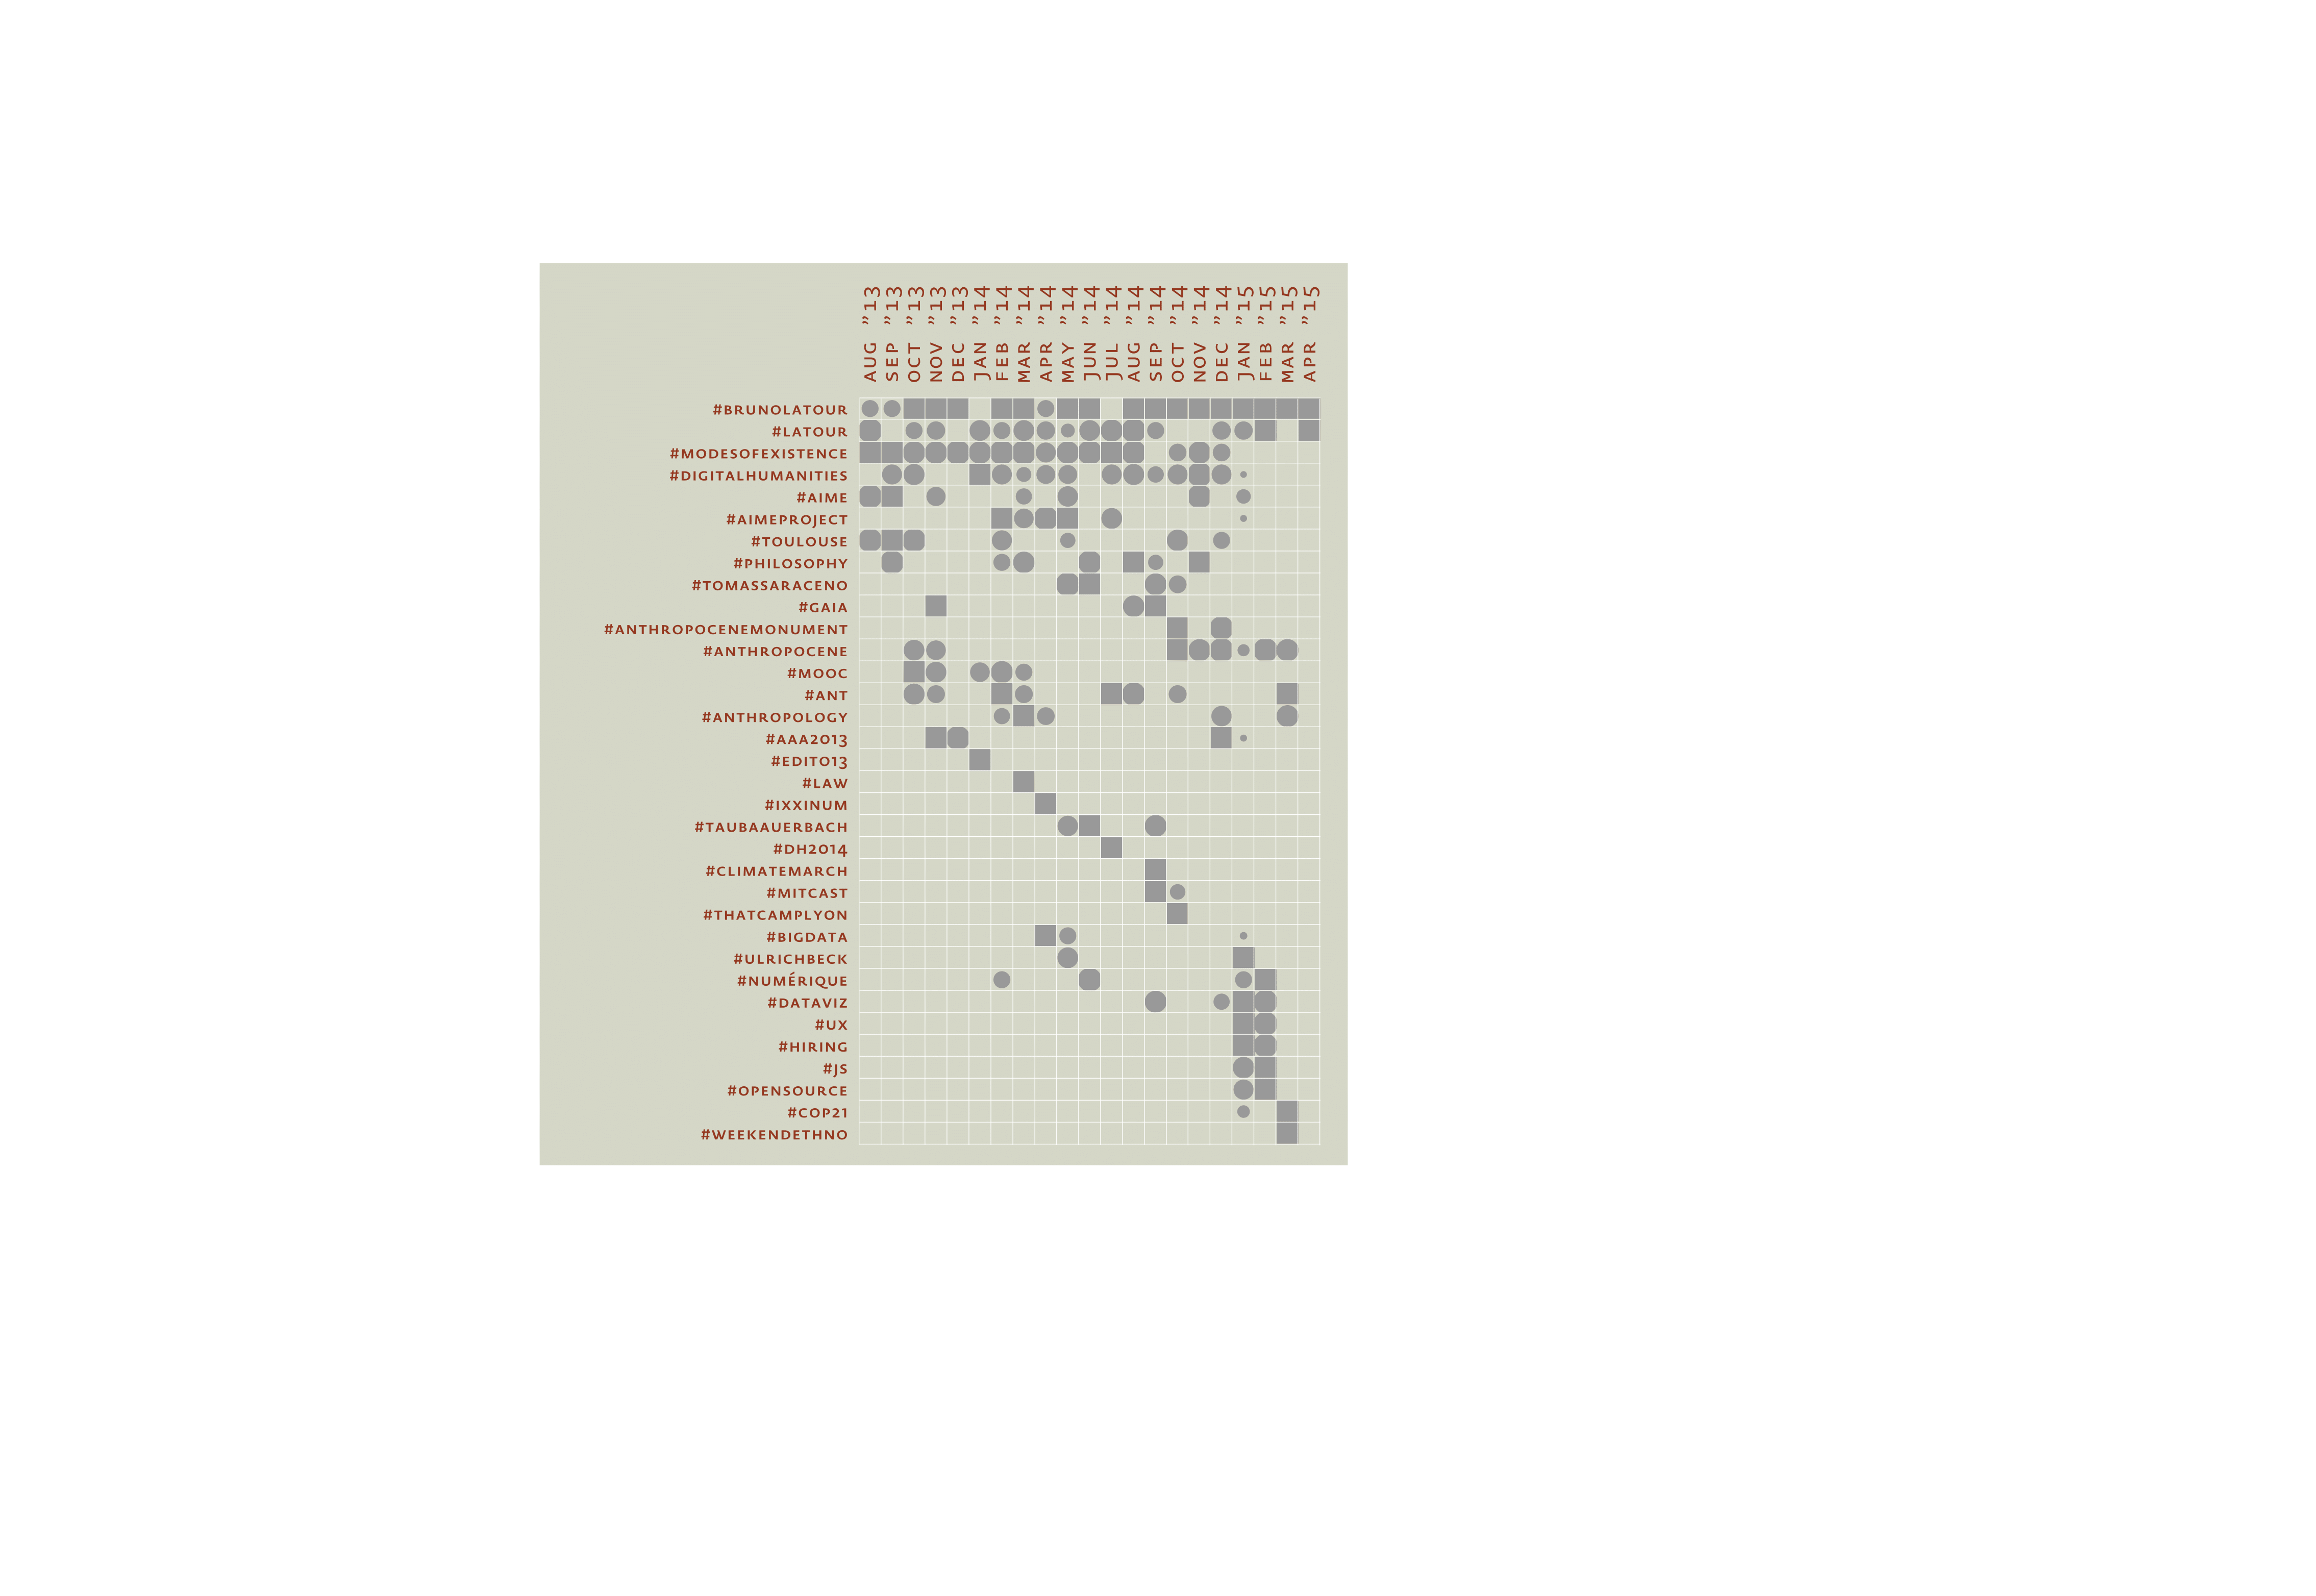 AUG ”13
SEP ”13
OCT ”13
NOV ”13
DEC ”13
JAN ”14
FEB ”14
MAR ”14
APR ”14
MAY ”14
JUN ”14
JUL ”14
AUG ”14
SEP ”14
OCT ”14
NOV ”14
DEC ”14
JAN ”15
FEB ”15
MAR ”15
APR ”15
#BRUNOLATOUR
#LATOUR
#MODESOFEXISTENCE
#DIGITALHUMANITIES
#AIME
#AIMEPROJECT
#TOULOUSE
#PHILOSOPHY
#TOMASSARACENO
#GAIA
#ANTHROPOCENEMONUMENT
#ANTHROPOCENE
#MOOC
#ANT
#ANTHROPOLOGY
#AAA2013
#EDITO13
#LAW
#IXXINUM
#TAUBAAUERBACH
#DH2014
#CLIMATEMARCH
#MITCAST
#THATCAMPLYON
#BIGDATA
#ULRICHBECK
#NUMÉRIQUE
#DATAVIZ
#UX
#HIRING
#JS
#OPENSOURCE
#COP21
#WEEKENDETHNO